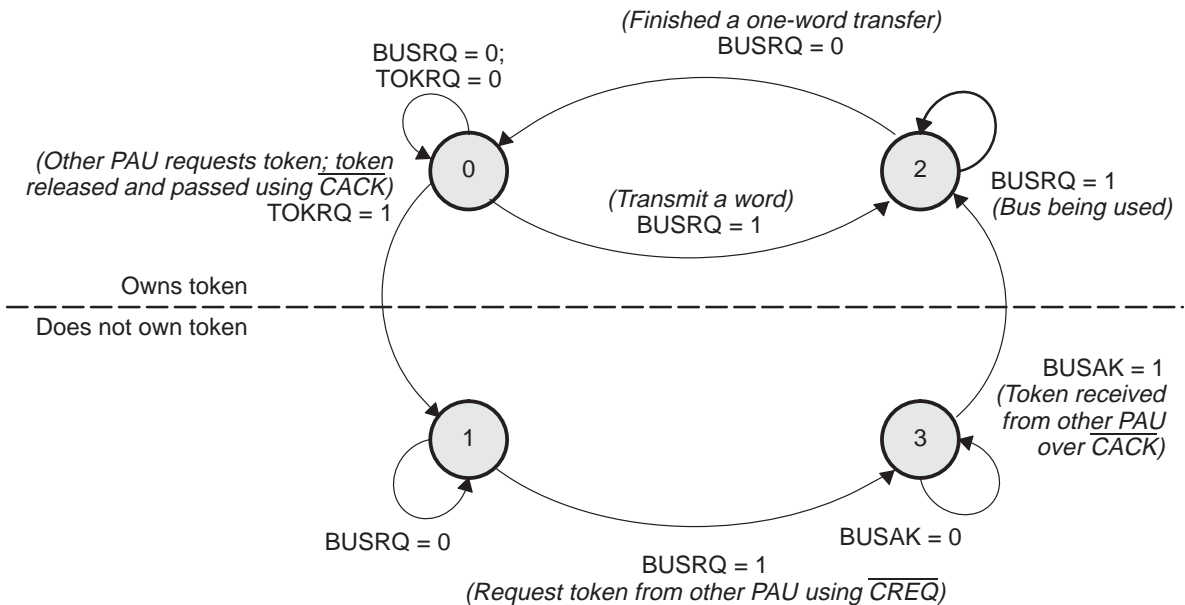 (Finished a one-word transfer)
BUSRQ = 0
BUSRQ = 0;
TOKRQ = 0
(Other PAU requests token; token
released and passed using C̅A̅C̅K̅)
TOKRQ = 1
0
2
(Transmit a word)
BUSRQ = 1
BUSRQ = 1
(Bus being used)
Owns token
Does not own token
BUSAK = 1
(Token received
from other PAU
over C̅A̅C̅K̅)
1
3
BUSRQ = 0
BUSAK = 0
BUSRQ = 1
(Request token from other PAU using C̅R̅E̅Q̅)